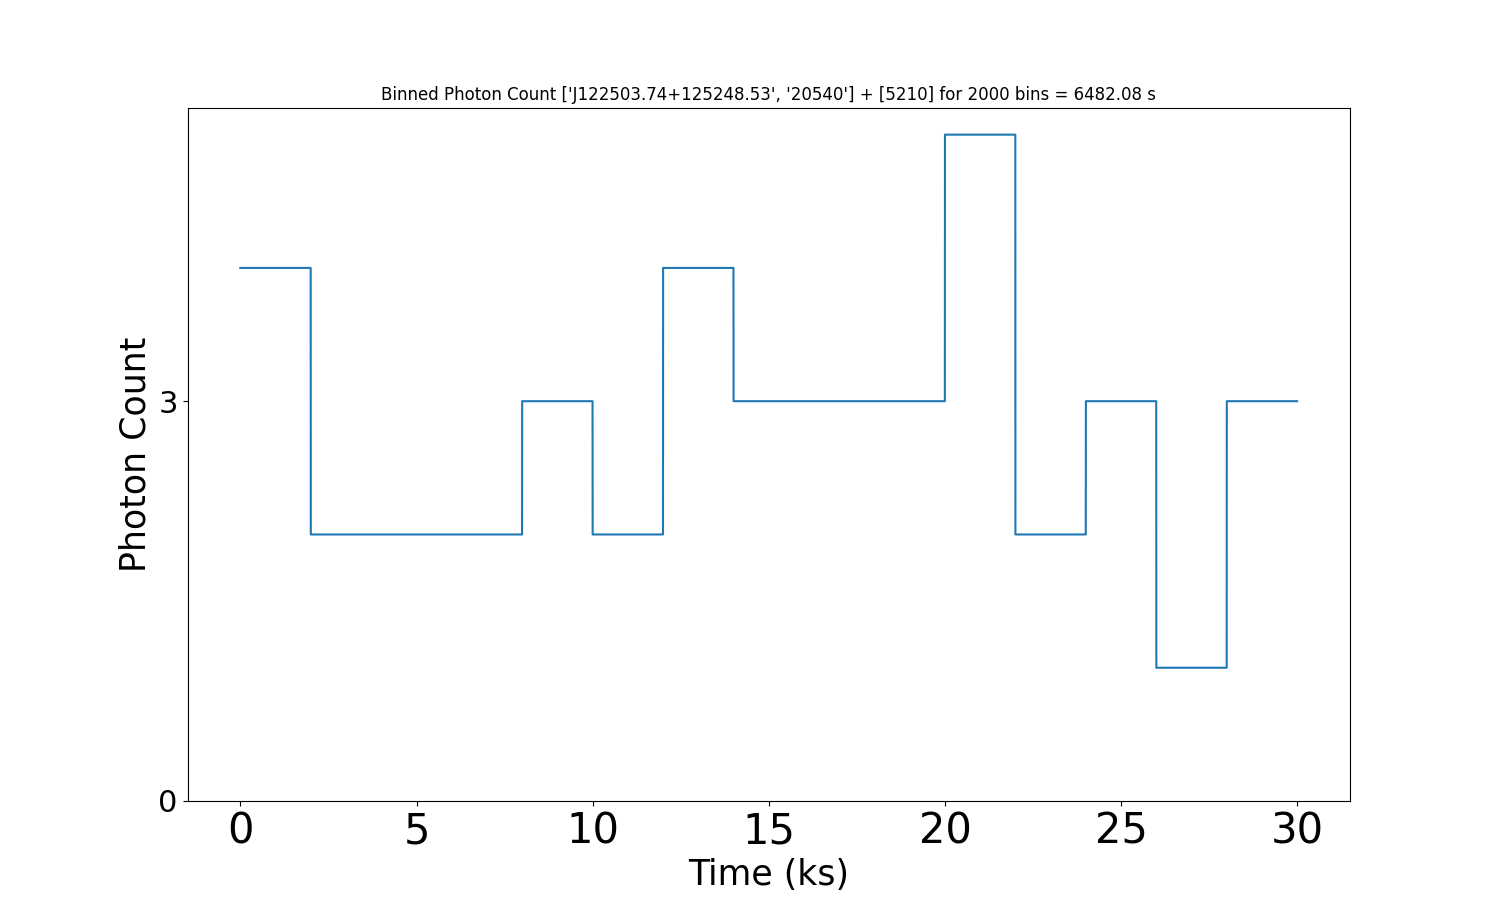 Binned Photon Count ['J122503.74+125248.53', '20540'] + [5210] for 2000 bins = 6482.08 s
Photon Count
3
0
0 5 10 15 20 25 30
Time (ks)